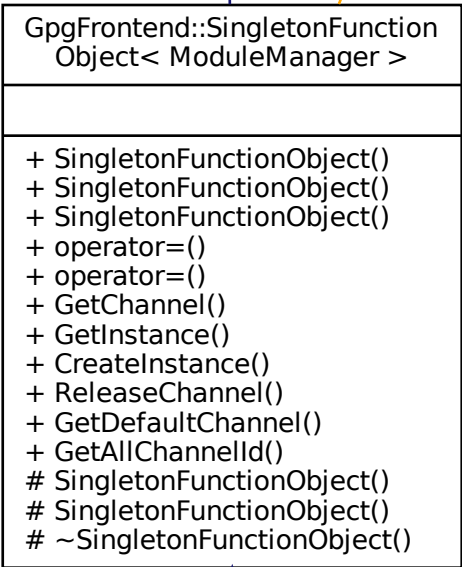 GpgFrontend::SingletonFunction
Object< ModuleManager >
+ SingletonFunctionObject()
+ SingletonFunctionObject()
+ SingletonFunctionObject()
+ operator=()
+ operator=()
+ GetChannel()
+ GetInstance()
+ CreateInstance()
+ ReleaseChannel()
+ GetDefaultChannel()
+ GetAllChannelId()
# SingletonFunctionObject()
# SingletonFunctionObject()
# ~SingletonFunctionObject()